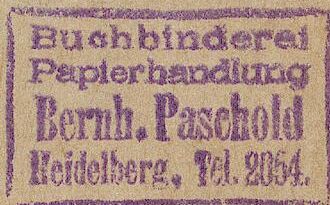 Buchbinderei
Papierhandlung
Bernh. Paschold
Heidelberg, Tel. 2054.